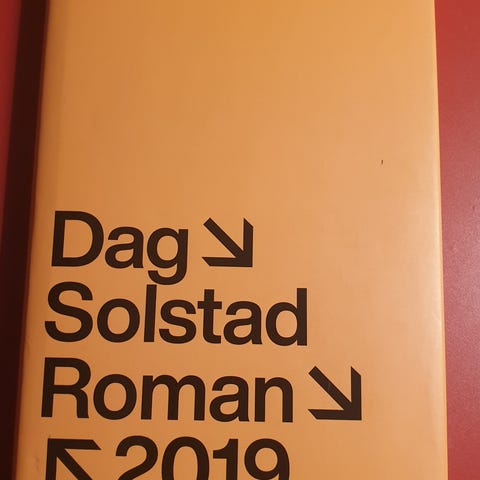 Dag ↘
Solstad
Roman ↘
↖ 2019